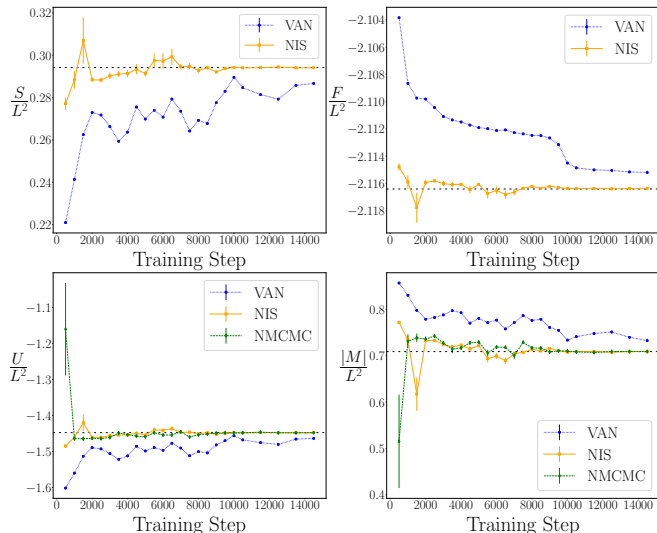 0.32
0.30
0.28
0.26
0.24
0.22
S
L²
VAN
NIS
0 2000 4000 6000 8000 10000 12000 14000
Training Step
−2.104
−2.106
−2.108
−2.110
−2.112
−2.114
−2.116
−2.118
F
L²
VAN
NIS
0 2000 4000 6000 8000 10000 12000 14000
Training Step
−1.1
−1.2
−1.3
−1.4
−1.5
−1.6
U
L²
VAN
NIS
NMCMC
0 2000 4000 6000 8000 10000 12000 14000
Training Step
0.8
0.7
0.6
0.5
0.4
|M|
L²
VAN
NIS
NMCMC
0 2000 4000 6000 8000 10000 12000 14000
Training Step